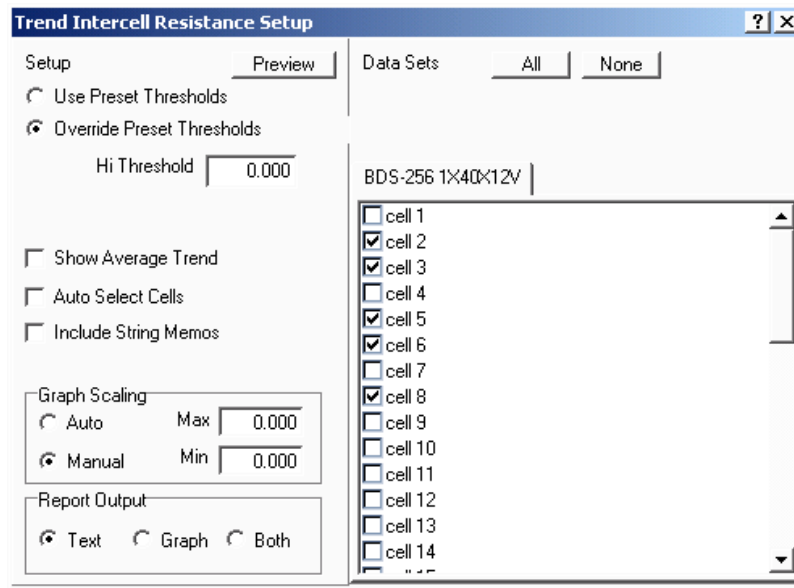 Trend Intercell Resistance Setup
Setup
Preview
Use Preset Thresholds
Override Preset Thresholds
Hi Threshold 0.000
Show Average Trend
Auto Select Cells
Include String Memos
Graph Scaling
Auto
Max 0.000
Manual
Min 0.000
Report Output
Text Graph Both
Data Sets All None
BDS-256 1X40X12V
cell 1
cell 2
cell 3
cell 4
cell 5
cell 6
cell 7
cell 8
cell 9
cell 10
cell 11
cell 12
cell 13
cell 14